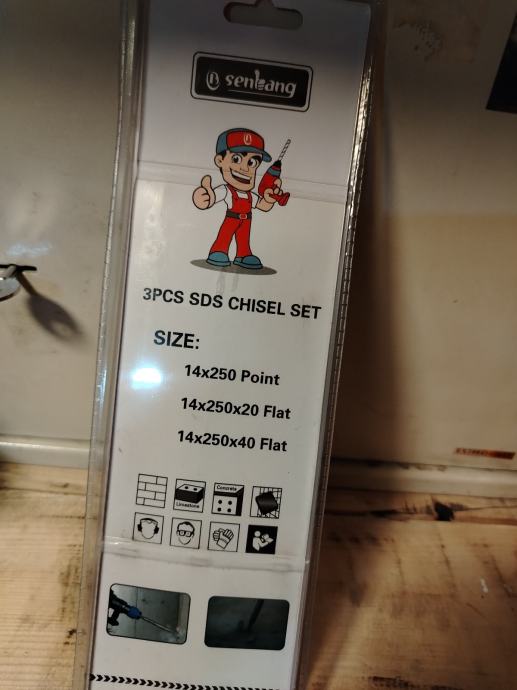 senbang
3PCS SDS CHISEL SET
SIZE:
14x250 Point
14x250x20 Flat
14x250x40 Flat
Limestone
Concrete